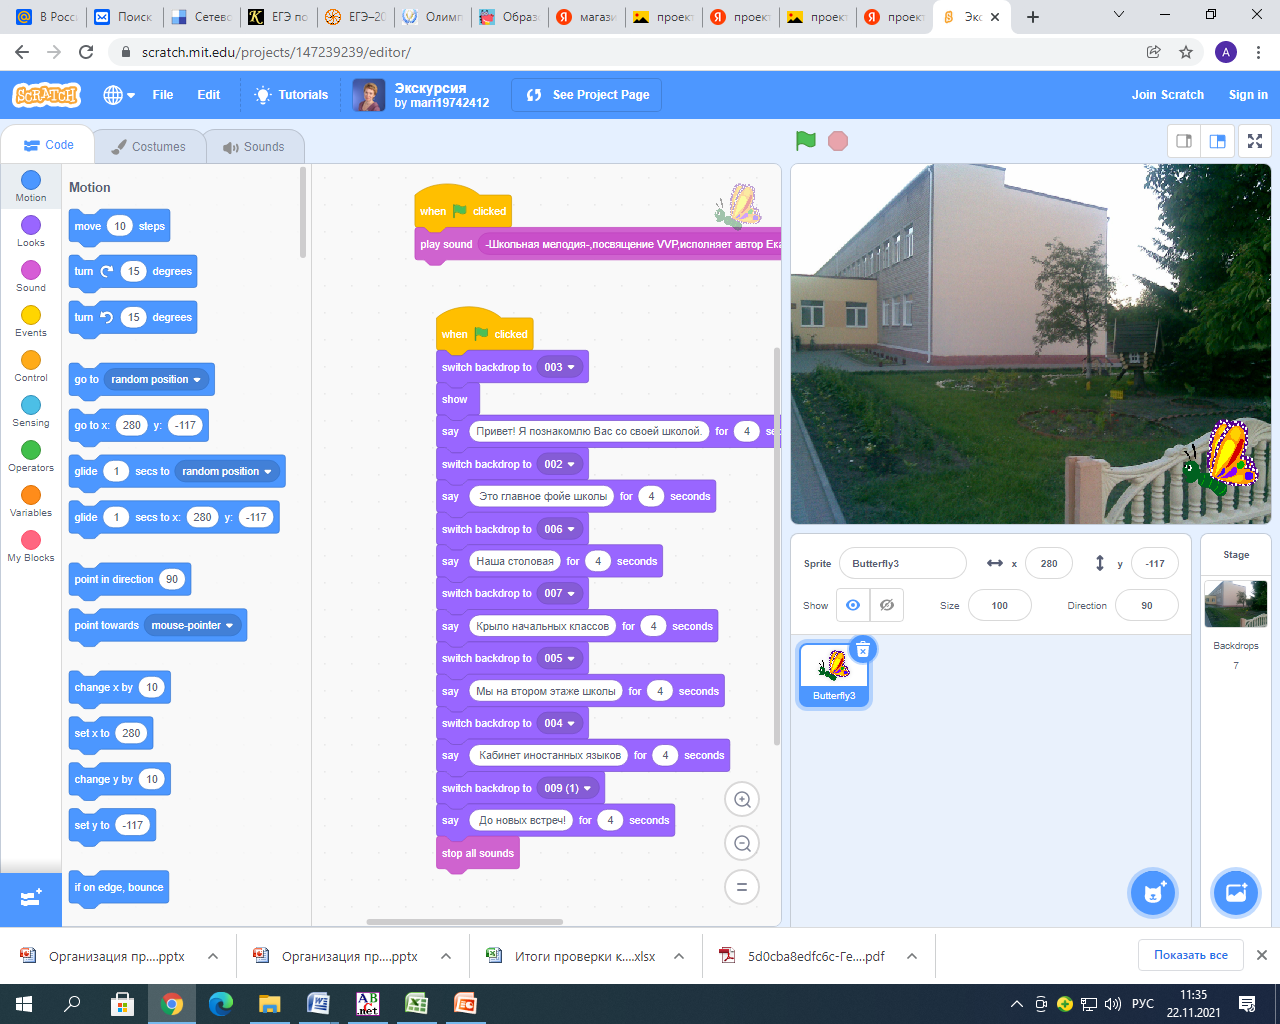 В Росс
Поиск
Сетево
ЕГЭ по
ЕГЭ–20
Олимп
Образо
магази
проект
проект
проект
проект
Экс
scratch.mit.edu/projects/147239239/editor/
A
SCRATCH
File
Edit
Tutorials
Экскурсия
by mari19742412
See Project Page
Join Scratch
Sign in
Code
Costumes
Sounds
Motion
Looks
Sound
Events
Control
Sensing
Operators
Variables
My Blocks
Motion
move 10 steps
turn 15 degrees
turn 15 degrees
go to random position
go to x: 280 y: -117
glide 1 secs to random position
glide 1 secs to x: 280 y: -117
point in direction 90
point towards mouse-pointer
change x by 10
set x to 280
change y by 10
set y to -117
if on edge, bounce
when clicked
play sound -Школьная мелодия-,посвящение VVP,исполняет автор Ека
when clicked
switch backdrop to 003
show
say Привет! Я познакомлю Вас со своей школой. for 4 sec
switch backdrop to 002
say Это главное фойе школы for 4 seconds
switch backdrop to 006
say Наша столовая for 4 seconds
switch backdrop to 007
say Крыло начальных классов for 4 seconds
switch backdrop to 005
say Мы на втором этаже школы for 4 seconds
switch backdrop to 004
say Кабинет иностанных языков for 4 seconds
switch backdrop to 009 (1)
say До новых встреч! for 4 seconds
stop all sounds
Sprite Butterfly3 x 280 y -117
Show Size 100 Direction 90
Butterfly3
Stage
Backdrops
7
Организация пр....pptx
Организация пр....pptx
Итоги проверки к....xlsx
5d0cba8edfc6c-Ге....pdf
Показать все
РУС
11:35
22.11.2021